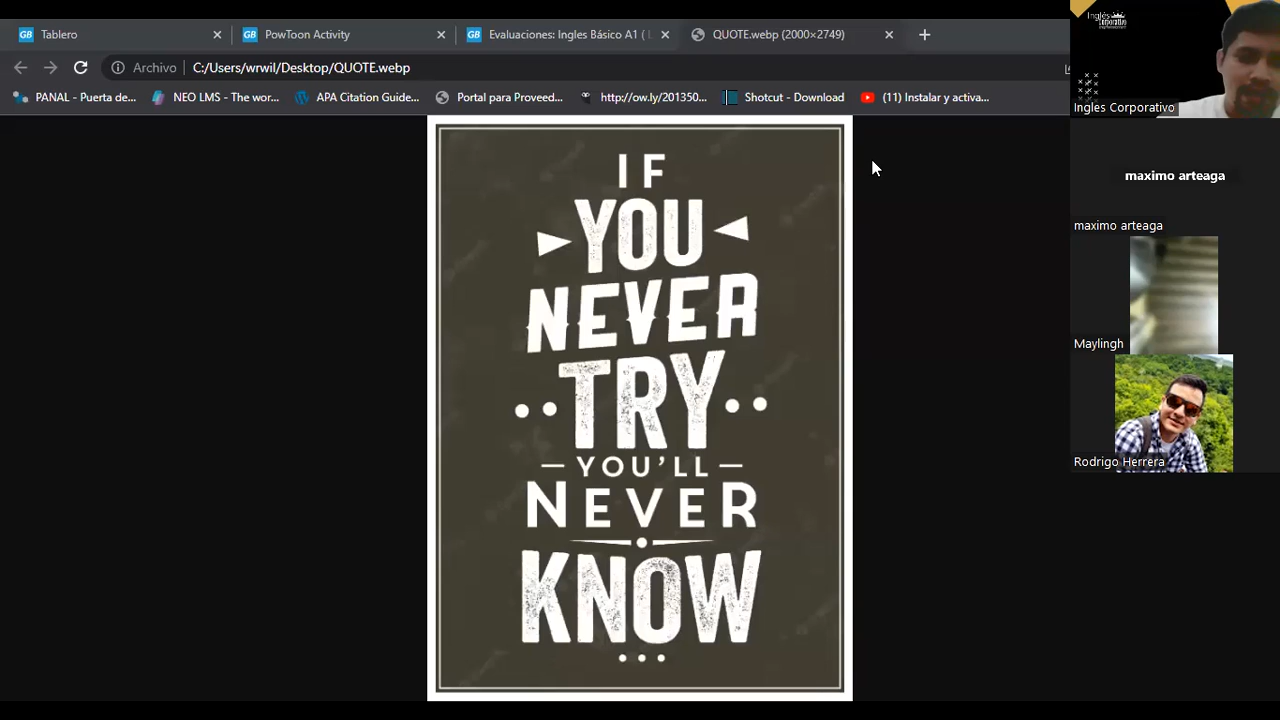 Tablero
PowToon Activity
Evaluaciones: Ingles Básico A1 ( L
QUOTE.webp (2000×2749)
Archivo
C:/Users/wrwil/Desktop/QUOTE.webp
PANAL - Puerta de...
NEO LMS - The wor...
APA Citation Guide...
Portal para Proveed...
http://ow.ly/201350...
Shotcut - Download
(11) Instalar y activa...
IF
YOU
NEVER
TRY
YOU'LL
NEVER
KNOW
...
Inglés
Corporativo
Ingles Corporativo
maximo arteaga
maximo arteaga
Maylingh
Rodrigo Herrera